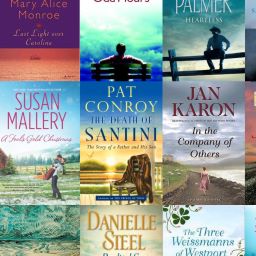 Mary Alice
Monroe
Last Light over
Carolina
Odd Hours
PALMER
HEARTLESS
SUSAN
MALLERY
A Fool's Gold Christmas
PAT
CONROY
THE DEATH OF
SANTINI
The Story of a Father and His Son
JAN
KARON
In the
Company of
Others
DANIELLE
STEEL
The Three
Weissmanns
of Westport